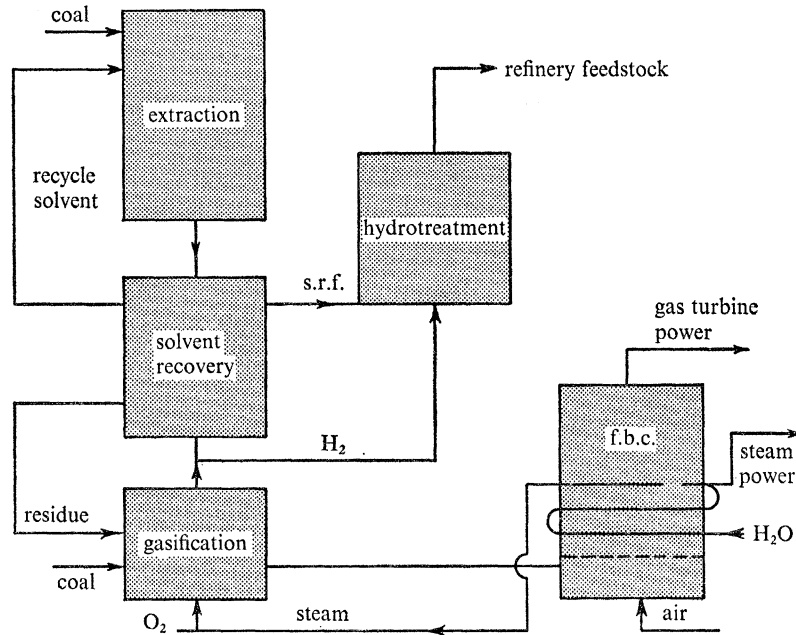 coal
extraction
refinery feedstock
recycle
solvent
hydrotreatment
s.r.f.
gas turbine
power
solvent
recovery
f.b.c.
H₂
steam
power
residue
gasification
H₂O
coal
O₂
steam
air